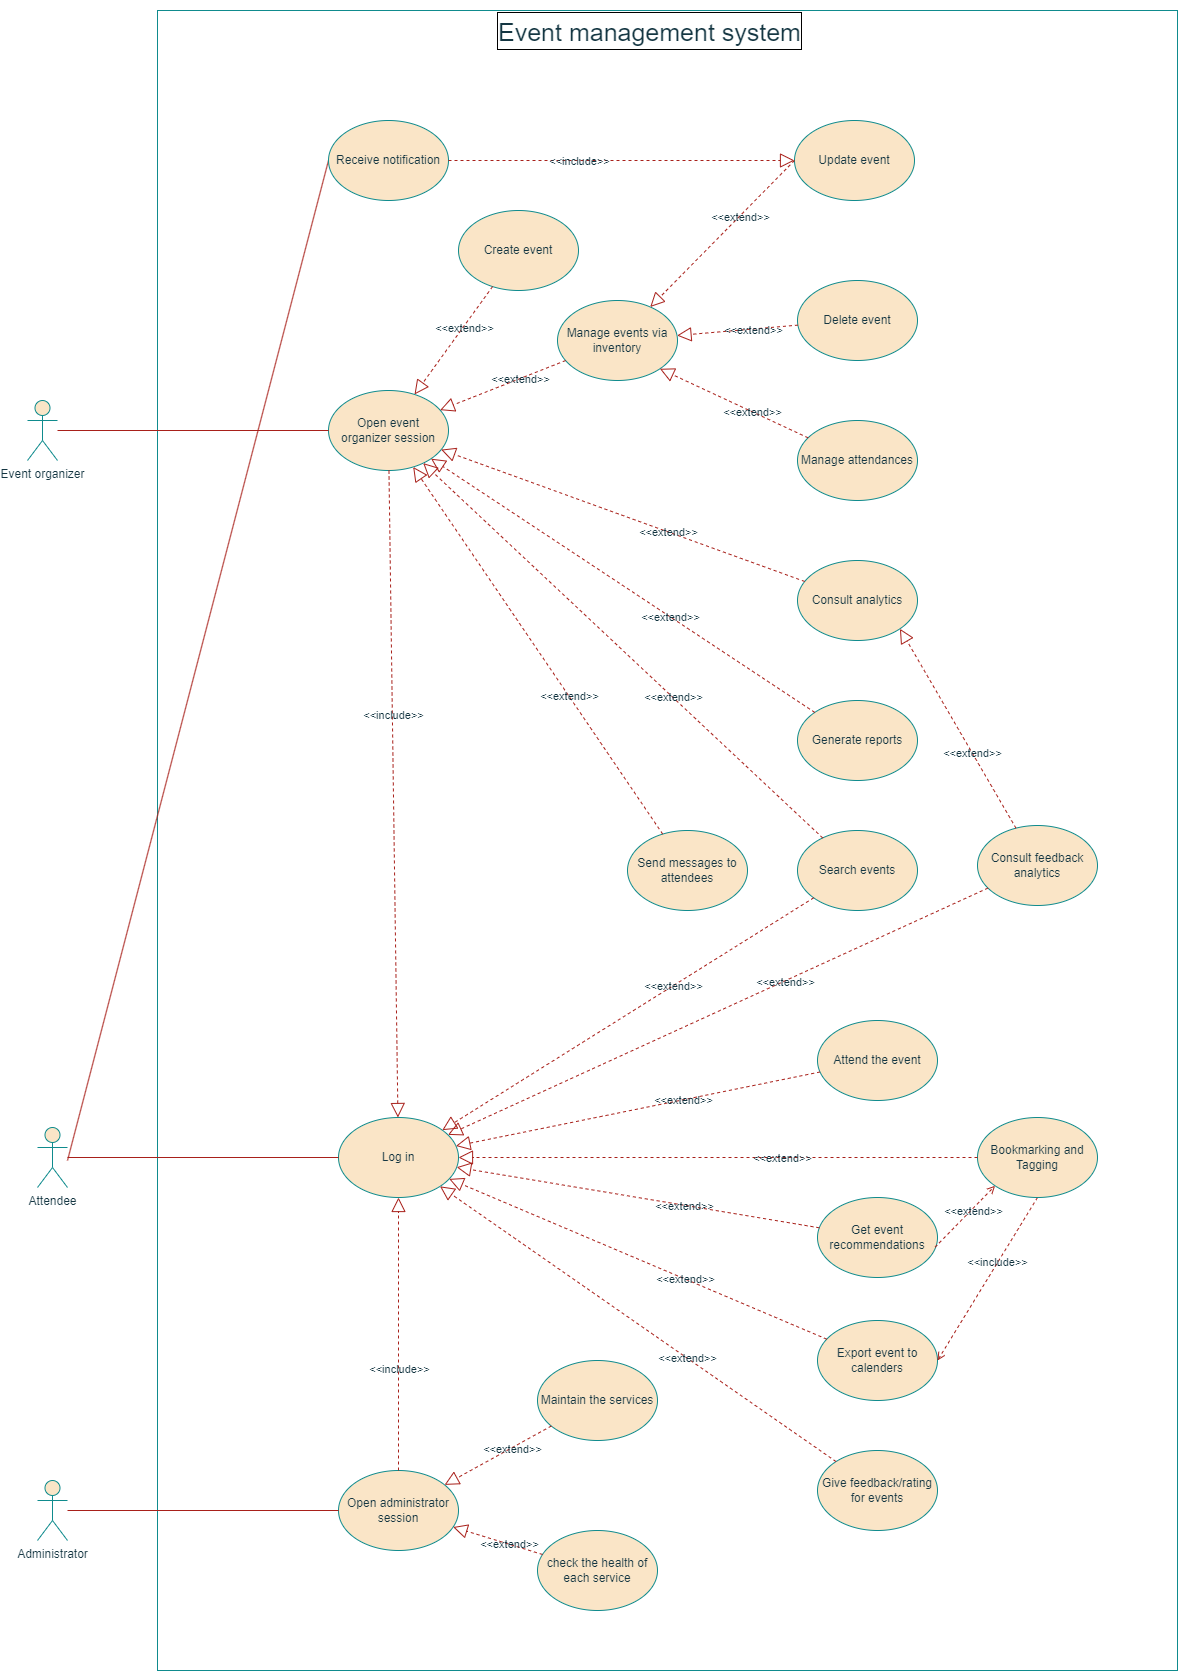 Event management system
Receive notification
<<include>>
Update event
<<extend>>
Create event
Manage events via
inventory
<<extend>>
Delete event
<<extend>>
<<extend>>
<<extend>>
Open event
organizer session
Manage attendances
Event organizer
<<extend>>
Consult analytics
<<extend>>
<<extend>>
<<extend>>
<<include>>
Generate reports
<<extend>>
Send messages to
attendees
Search events
Consult feedback
analytics
<<extend>>
<<extend>>
Attend the event
<<extend>>
Log in
<<extend>>
Bookmarking and
Tagging
Attendee
<<extend>>
<<extend>>
Get event
recommendations
<<include>>
<<extend>>
Export event to
calenders
<<extend>>
<<include>>
Maintain the services
<<extend>>
Give feedback/rating
for events
Open administrator
session
Administrator
<<extend>>
check the health of
each service